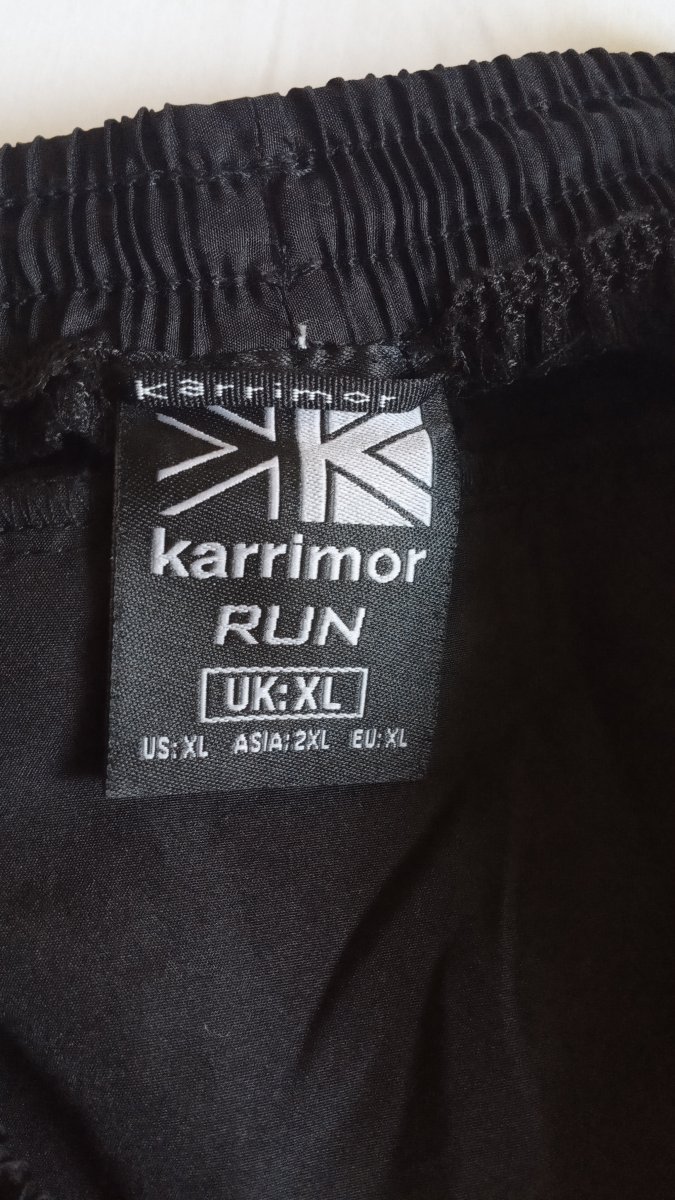 Karrimor
karrimor
RUN
UK:XL
US:XL ASIA:2XL EU:XL